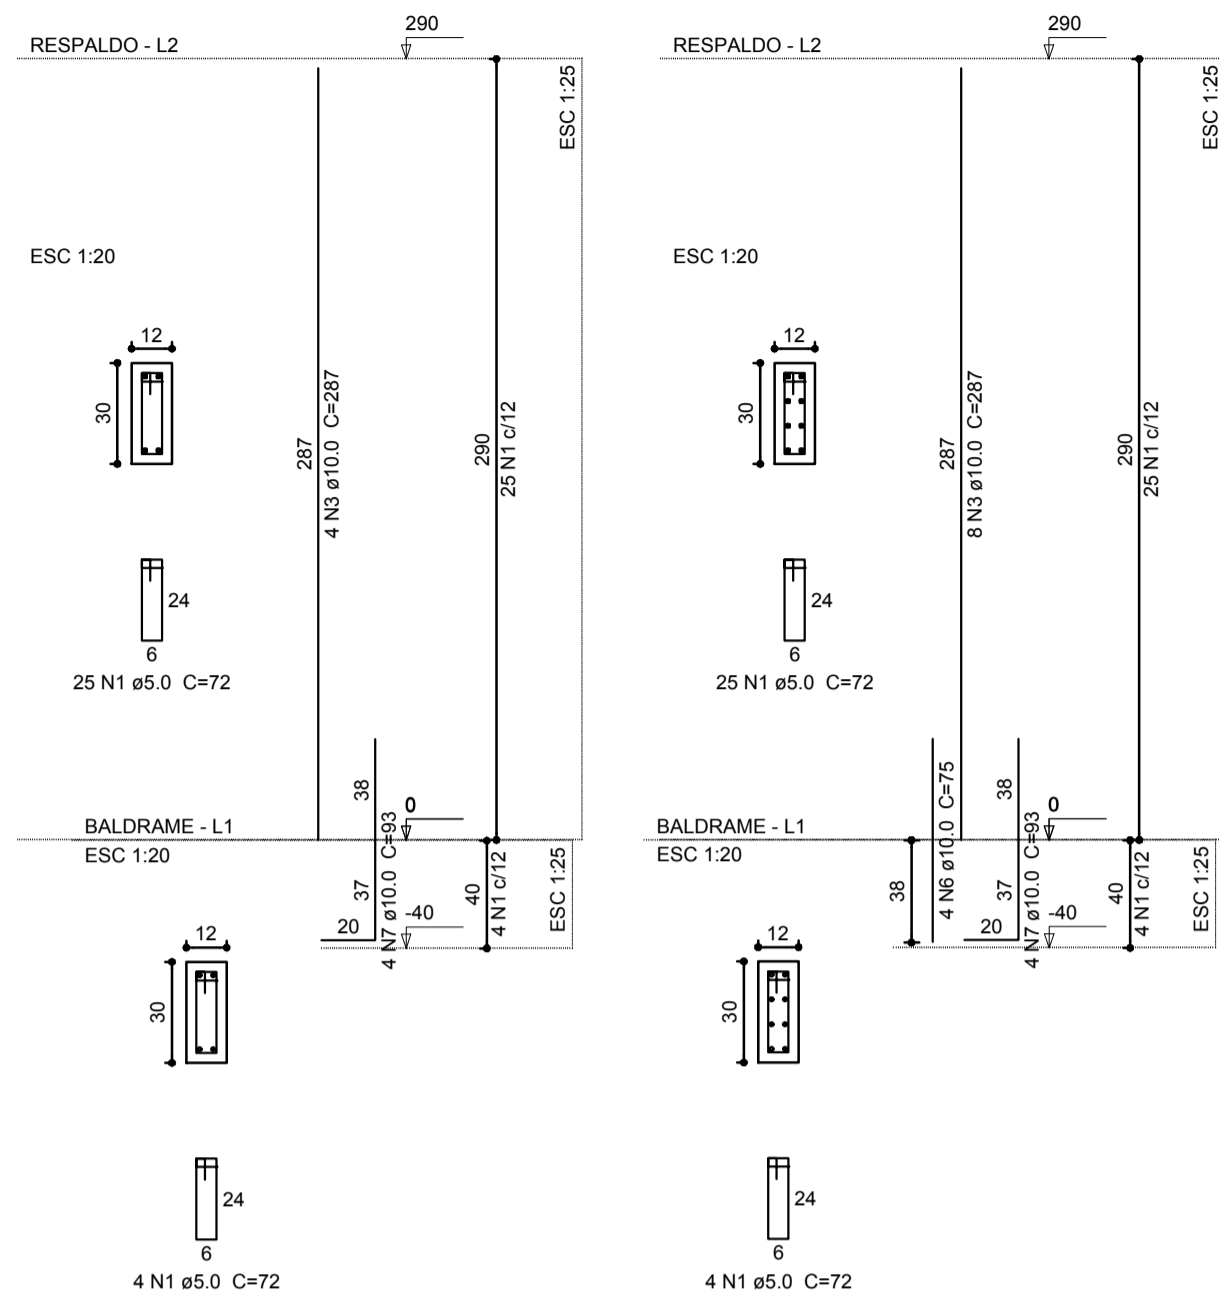 290
RESPALDO - L2
ESC 1:25
ESC 1:20
12
30
287
4 N3 ø10.0 C=287
290
25 N1 c/12
24
6
25 N1 ø5.0 C=72
38
0
BALDRAME - L1
ESC 1:20
37
4 N7 ø10.0 C=93
20
-40
40
4 N1 c/12
ESC 1:25
12
30
24
6
4 N1 ø5.0 C=72
290
RESPALDO - L2
ESC 1:25
ESC 1:20
12
30
287
8 N3 ø10.0 C=287
290
25 N1 c/12
24
6
25 N1 ø5.0 C=72
38
0
BALDRAME - L1
ESC 1:20
38
4 N6 ø10.0 C=75
37
4 N7 ø10.0 C=93
20
-40
40
4 N1 c/12
ESC 1:25
12
30
24
6
4 N1 ø5.0 C=72